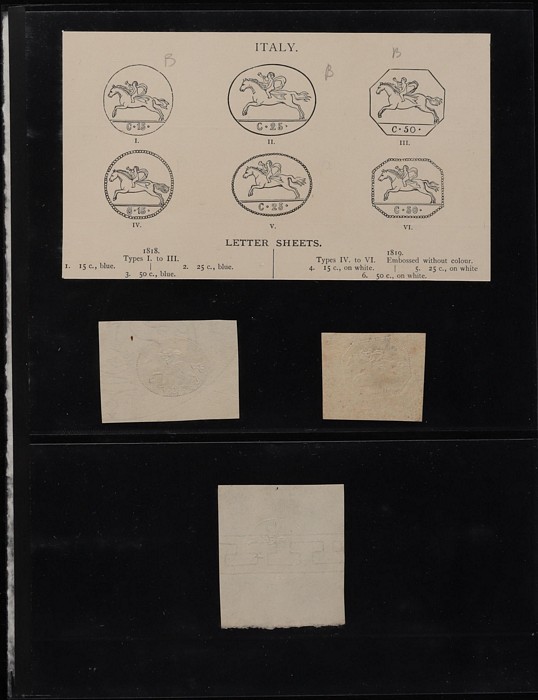 ITALY.
B
B
B
C·15·
C·25·
C·50·
I.
II.
III.
C·15·
C·25·
C·50·
IV.
V.
VI.
LETTER SHEETS.
1818.
Types I. to III.
1. 15 c., blue. | 2. 25 c., blue.
3. 50 c., blue.
1819.
Types IV. to VI. Embossed without colour.
4. 15 c., on white. | 5. 25 c., on white
6. 50 c., on white.